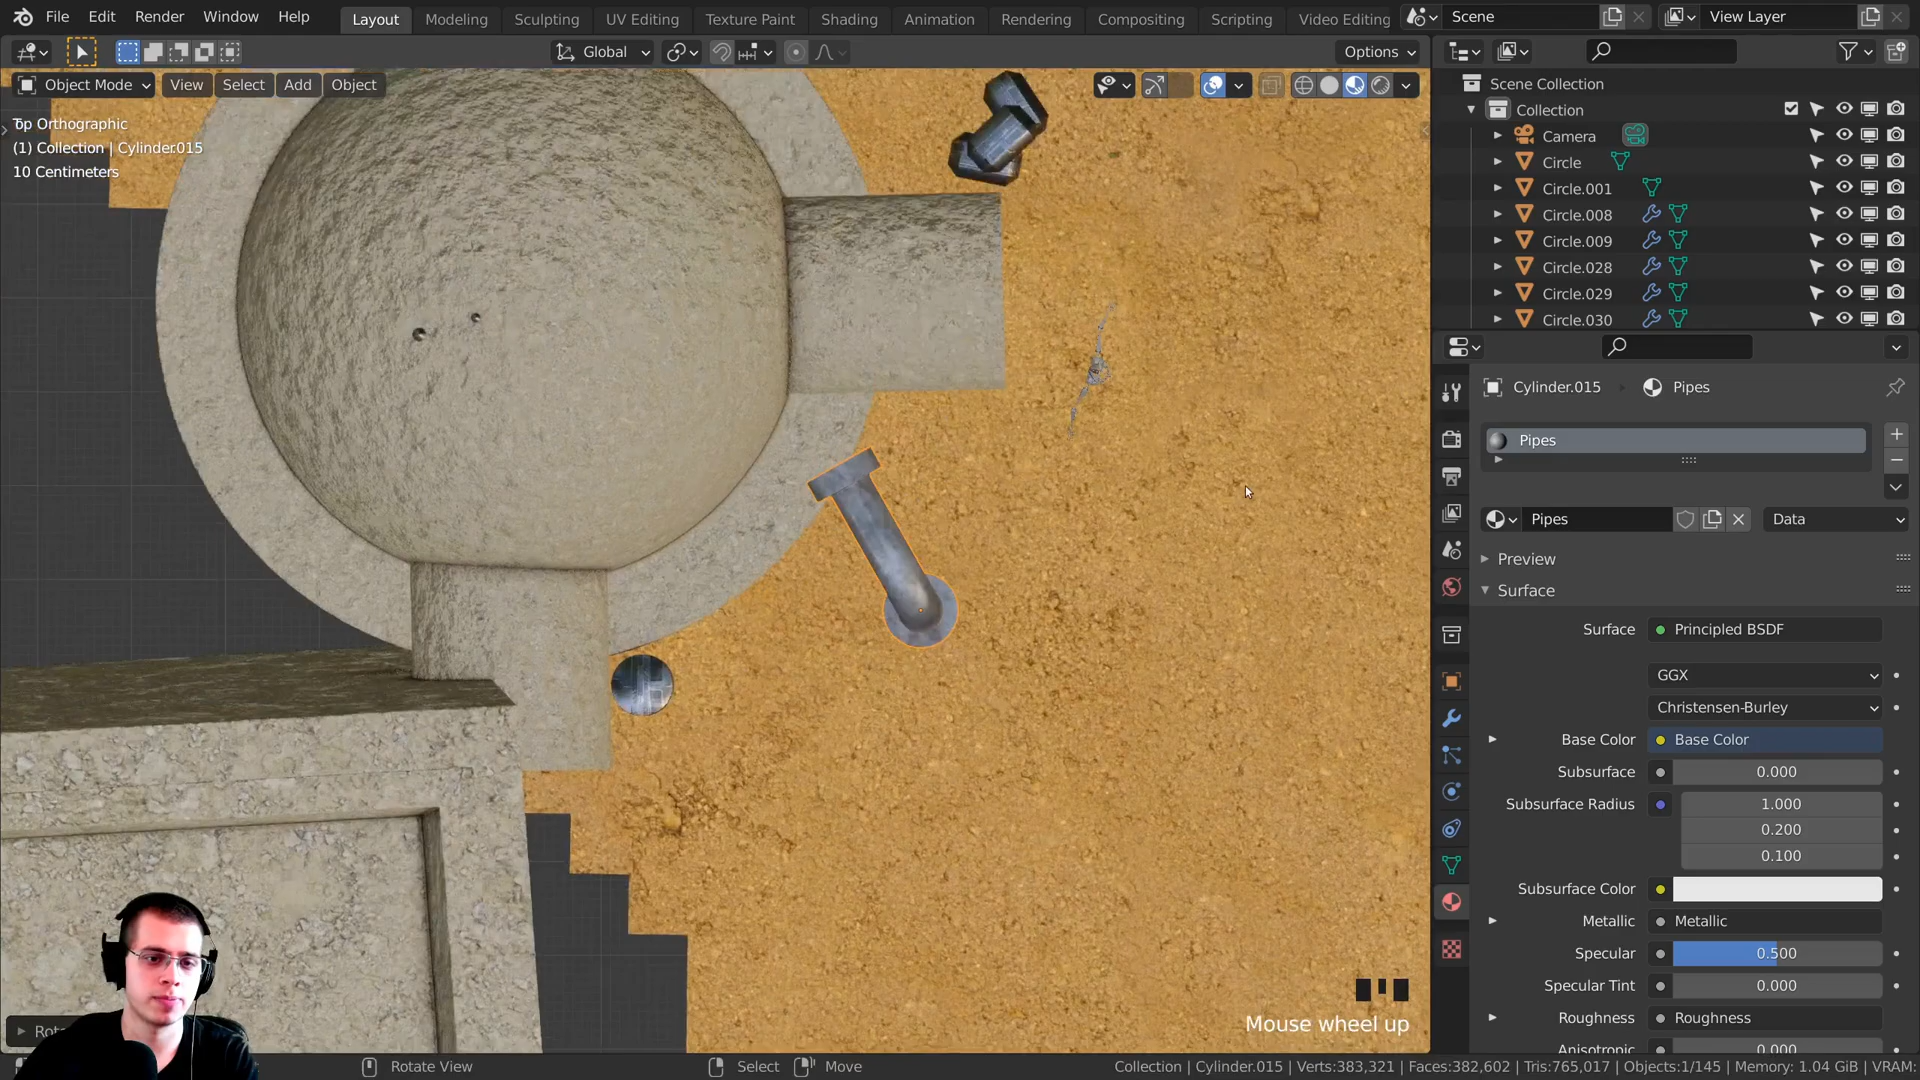 File Edit Render Window Help Layout Modeling Sculpting UV Editing Texture Paint Shading Animation Rendering Compositing Scripting Video Editing Scene View Layer
Global Options
Object Mode View Select Add Object
Top Orthographic
(1) Collection | Cylinder.015
10 Centimeters
Scene Collection
Collection
Camera
Circle
Circle.001
Circle.008
Circle.009
Circle.028
Circle.029
Circle.030
Cylinder.015 Pipes
Pipes
Pipes Data
Preview
Surface
Surface Principled BSDF
GGX
Christensen-Burley
Base Color Base Color
Subsurface 0.000
Subsurface Radius 1.000
0.200
0.100
Subsurface Color
Metallic Metallic
Specular 0.500
Specular Tint 0.000
Roughness Roughness
Anisotropic 0.000
Mouse wheel up
Rotate View Select Move Collection | Cylinder.015 | Verts:383,321 | Faces:382,602 | Tris:765,017 | Objects:1/145 | Memory: 1.04 GiB | VRAM: